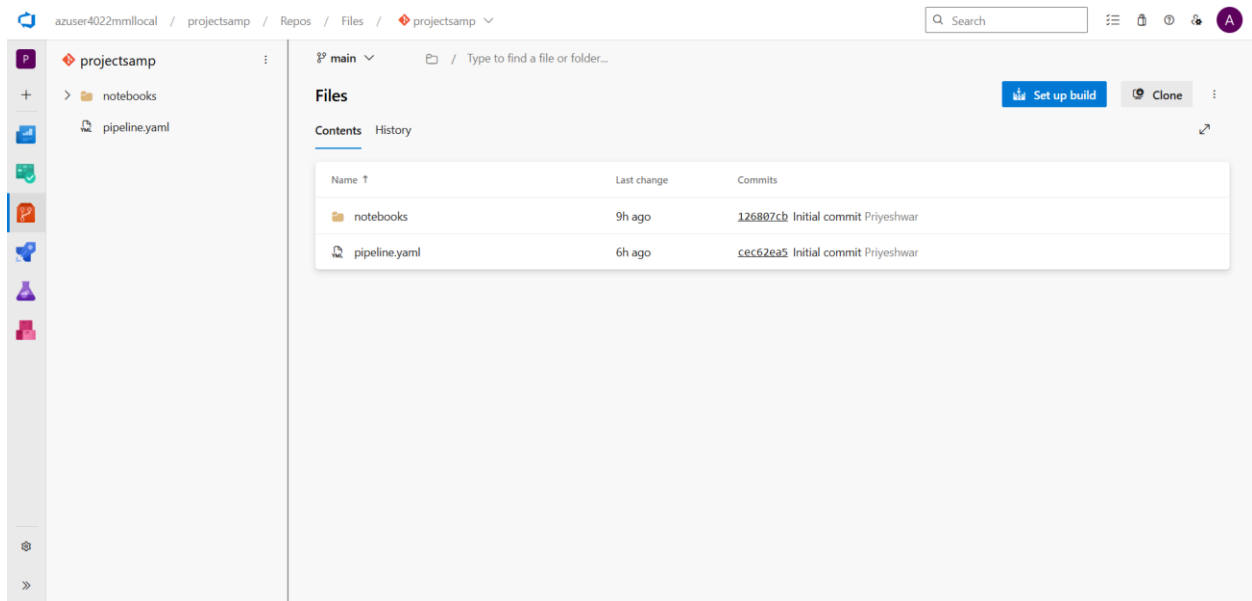 azuser4022mmllocal / projectsamp / Repos / Files / projectsamp
Search
A
P
projectsamp
notebooks
pipeline.yaml
main
/ Type to find a file or folder...
Files
Set up build
Clone
Contents History
Name ↑ Last change Commits
notebooks 9h ago 126807cb Initial commit Priyeshwar
pipeline.yaml 6h ago cec62ea5 Initial commit Priyeshwar